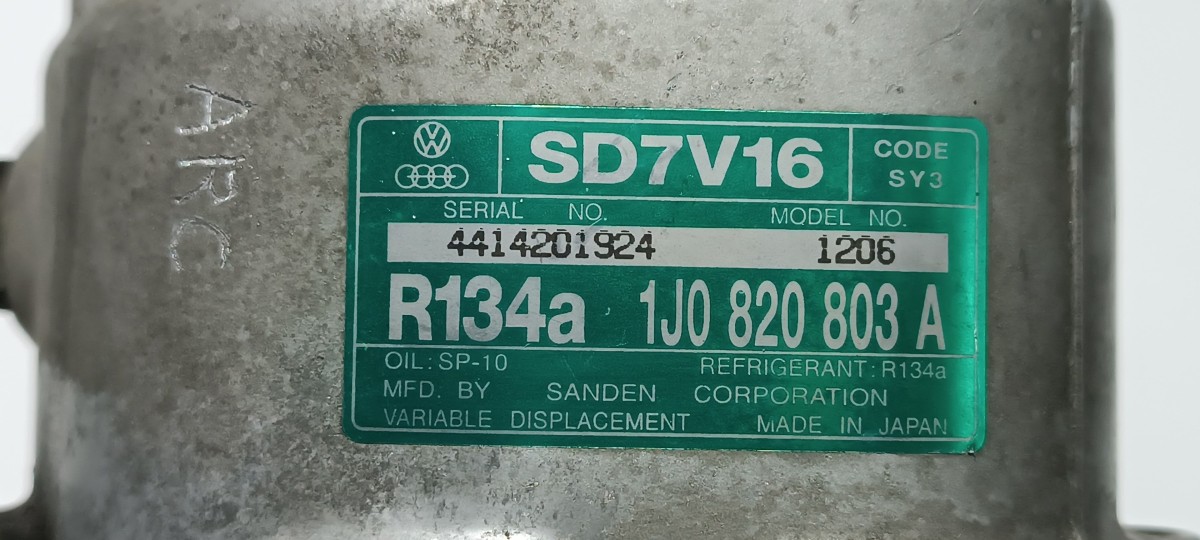 ARC
SD7V16
CODE
SY3
SERIAL NO.
MODEL NO.
4414201924
1206
R134a
1J0 820 803 A
OIL: SP-10
REFRIGERANT: R134a
MFD. BY SANDEN CORPORATION
VARIABLE DISPLACEMENT
MADE IN JAPAN